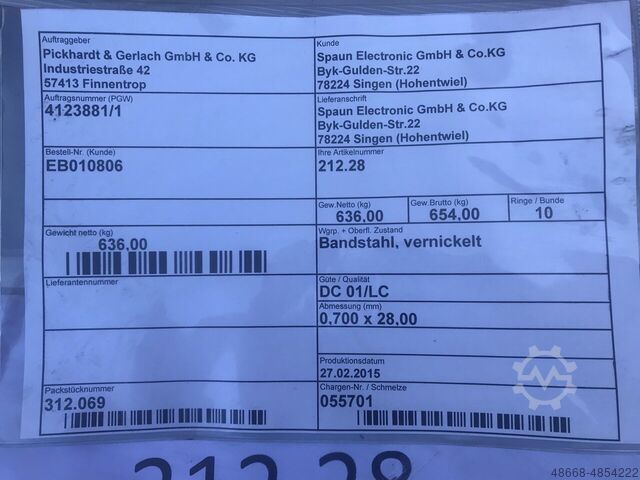 Auftraggeber
Pickhardt & Gerlach GmbH & Co. KG
Industriestraße 42
57413 Finnentrop
Kunde
Spaun Electronic GmbH & Co.KG
Byk-Gulden-Str.22
78224 Singen (Hohentwiel)
Auftragsnummer (PGW)
4123881/1
Lieferanschrift
Spaun Electronic GmbH & Co.KG
Byk-Gulden-Str.22
78224 Singen (Hohentwiel)
Bestell-Nr. (Kunde)
EB010806
Ihre Artikelnummer
212.28
Gew.Netto (kg)
636,00
Gew.Brutto (kg)
654,00
Ringe / Bunde
10
Gewicht netto (kg)
636,00
Wgrp. + Oberfl. Zustand
Bandstahl, vernickelt
Lieferantennummer
Güte / Qualität
DC 01/LC
Abmessung (mm)
0,700 x 28,00
Produktionsdatum
27.02.2015
Packstücknummer
312.069
Chargen-Nr. / Schmelze
055701
212.28
48668-4854222